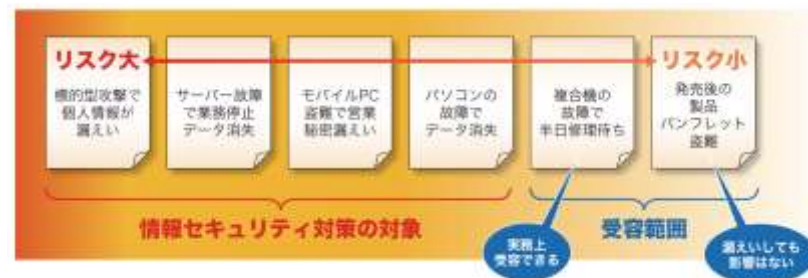 リスク大
リスク小
標的型攻撃で
個人情報が
漏えい
サーバー故障
で業務停止
データ消失
モバイルPC
盗難で営業
秘密漏えい
パソコンの
故障で
データ消失
複合機の
故障で
半日修理待ち
発売後の
製品
パンフレット
盗難
情報セキュリティ対策の対象
受容範囲
実務上
受容できる
漏えいしても
影響はない